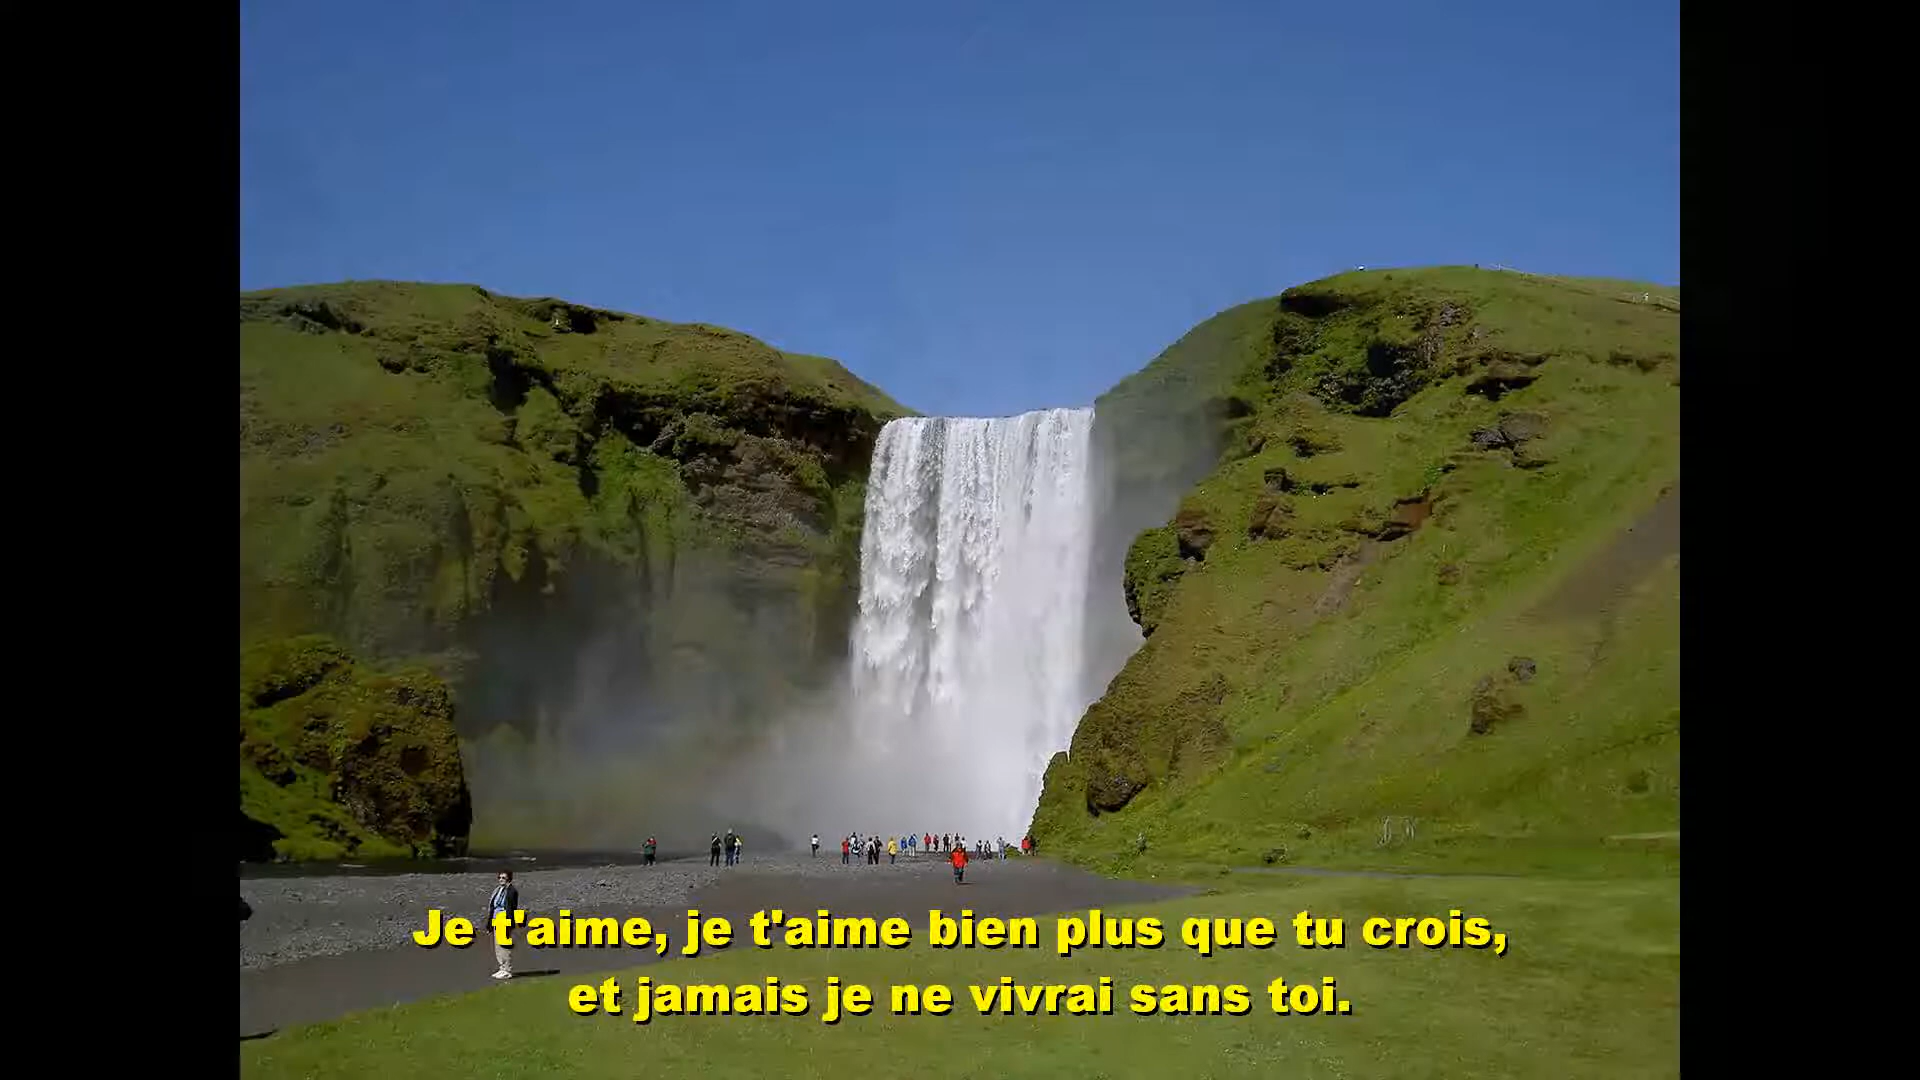 Je t'aime, je t'aime bien plus que tu crois,
et jamais je ne vivrai sans toi.